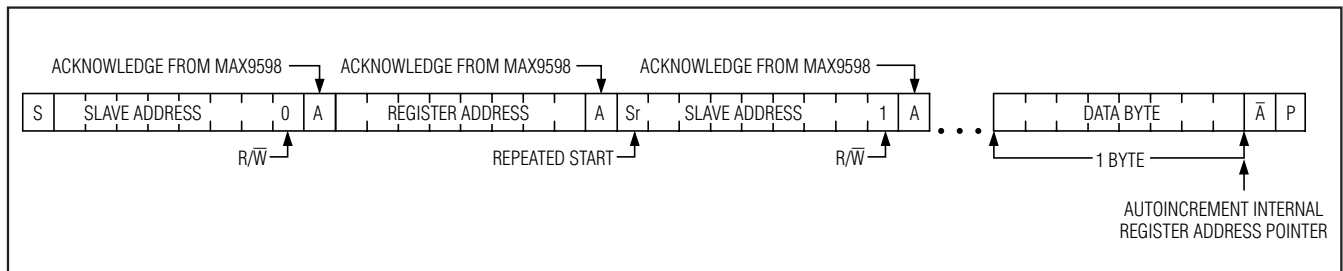 ACKNOWLEDGE FROM MAX9598 ACKNOWLEDGE FROM MAX9598 ACKNOWLEDGE FROM MAX9598
S SLAVE ADDRESS 0 A REGISTER ADDRESS A Sr SLAVE ADDRESS 1 A ... DATA BYTE A̅ P
R/W̅ REPEATED START R/W̅ 1 BYTE
AUTOINCREMENT INTERNAL
REGISTER ADDRESS POINTER